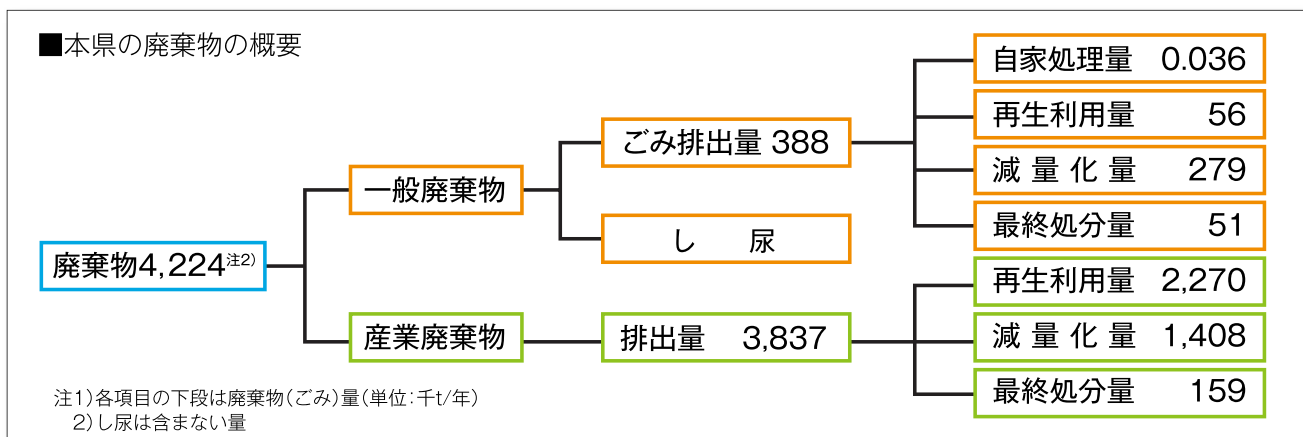 ■本県の廃棄物の概要
廃棄物4,224注2)
一般廃棄物
ごみ排出量 388
自家処理量 0.036
再生利用量 56
減量化量 279
最終処分量 51
し尿
産業廃棄物
排出量 3,837
再生利用量 2,270
減量化量 1,408
最終処分量 159
注1)各項目の下段は廃棄物(ごみ)量(単位:千t/年)
2)し尿は含まない量